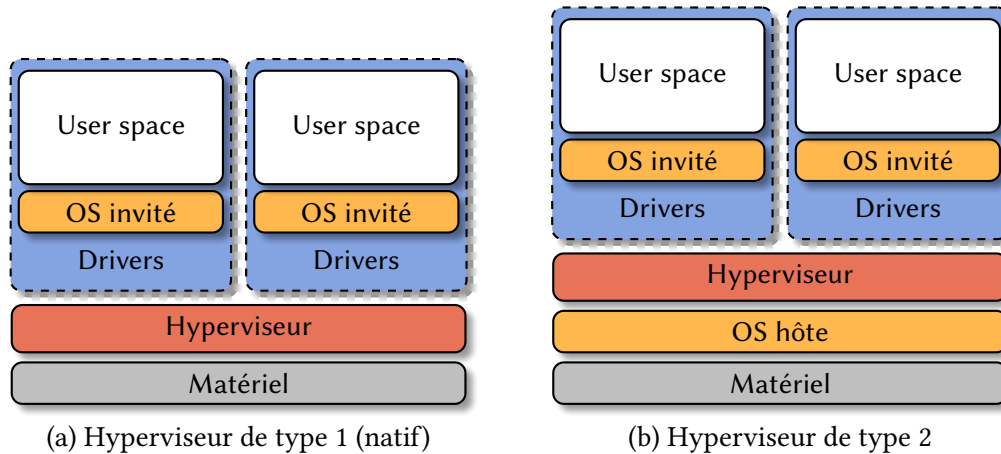 User space
User space
OS invité
OS invité
Drivers
Drivers
Hyperviseur
Matériel
(a) Hyperviseur de type 1 (natif)
User space
User space
OS invité
OS invité
Drivers
Drivers
Hyperviseur
OS hôte
Matériel
(b) Hyperviseur de type 2